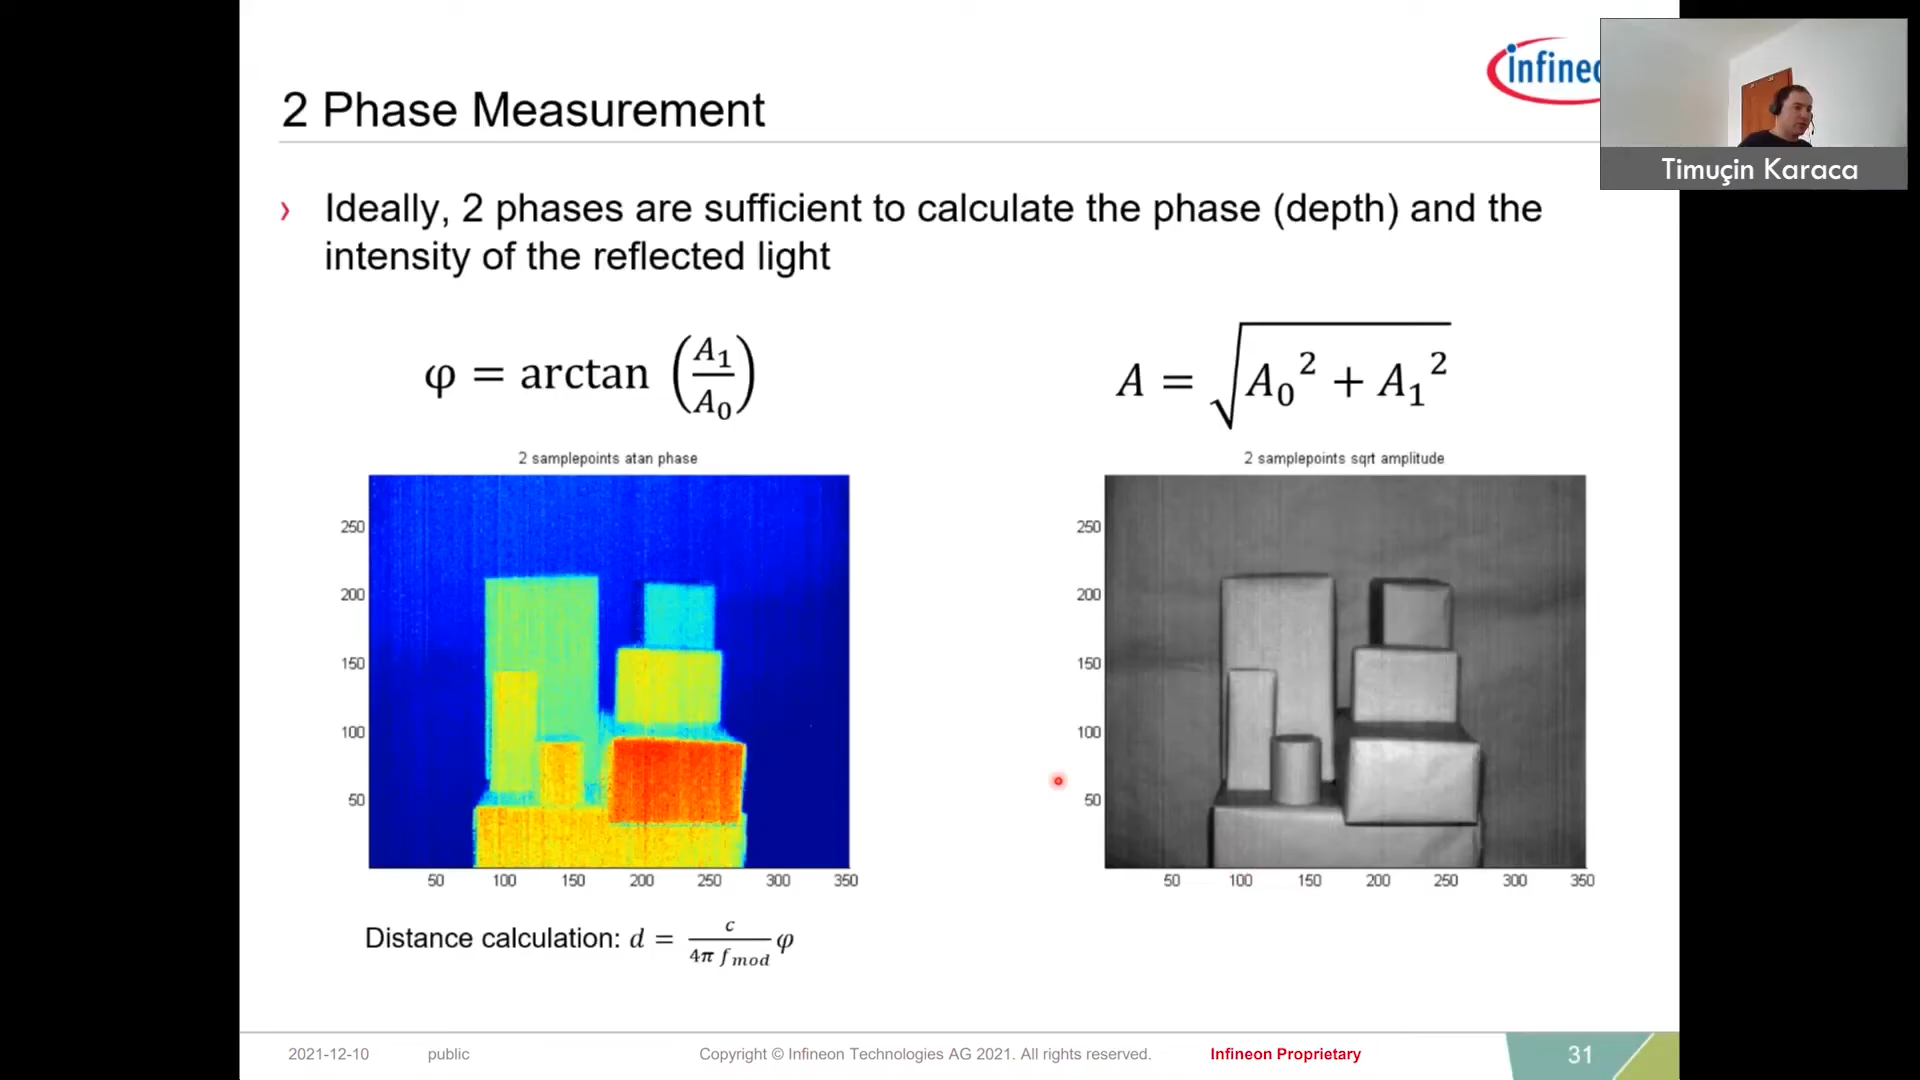 infineo
2 Phase Measurement
Timuçin Karaca
› Ideally, 2 phases are sufficient to calculate the phase (depth) and the
intensity of the reflected light
φ = arctan (A₁/A₀)
A = √(A₀² + A₁²)
2 samplepoints atan phase
250
200
150
100
50
50 100 150 200 250 300 350
2 samplepoints sqrt amplitude
250
200
150
100
50
50 100 150 200 250 300 350
Distance calculation: d = c/(4π f_mod) φ
2021-12-10 public Copyright © Infineon Technologies AG 2021. All rights reserved. Infineon Proprietary 31